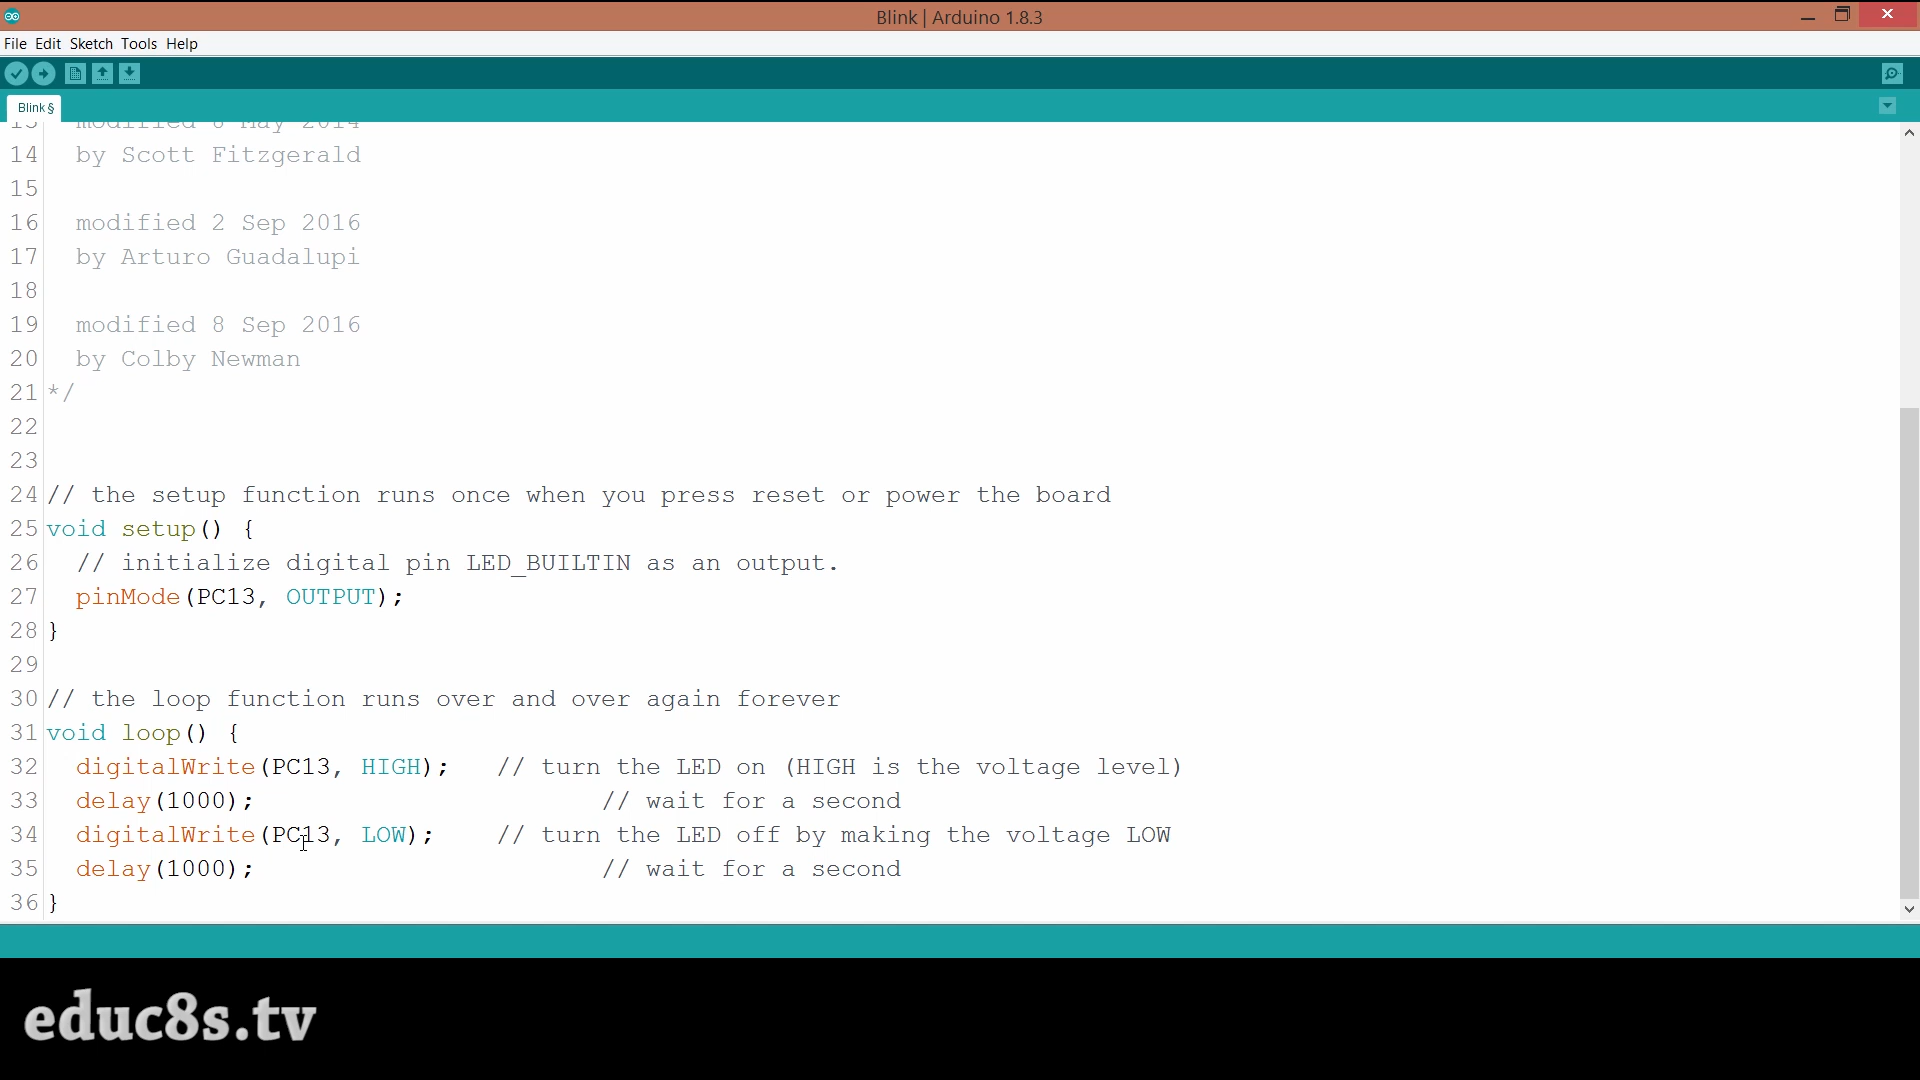 Blink | Arduino 1.8.3
File Edit Sketch Tools Help
Blink §
13   modified 8 May 2014
14   by Scott Fitzgerald
15
16   modified 2 Sep 2016
17   by Arturo Guadalupi
18
19   modified 8 Sep 2016
20   by Colby Newman
21 */
22
23
24 // the setup function runs once when you press reset or power the board
25 void setup() {
26   // initialize digital pin LED_BUILTIN as an output.
27   pinMode(PC13, OUTPUT);
28 }
29
30 // the loop function runs over and over again forever
31 void loop() {
32   digitalWrite(PC13, HIGH);   // turn the LED on (HIGH is the voltage level)
33   delay(1000);                       // wait for a second
34   digitalWrite(PC13, LOW);    // turn the LED off by making the voltage LOW
35   delay(1000);                       // wait for a second
36 }
educ8s.tv